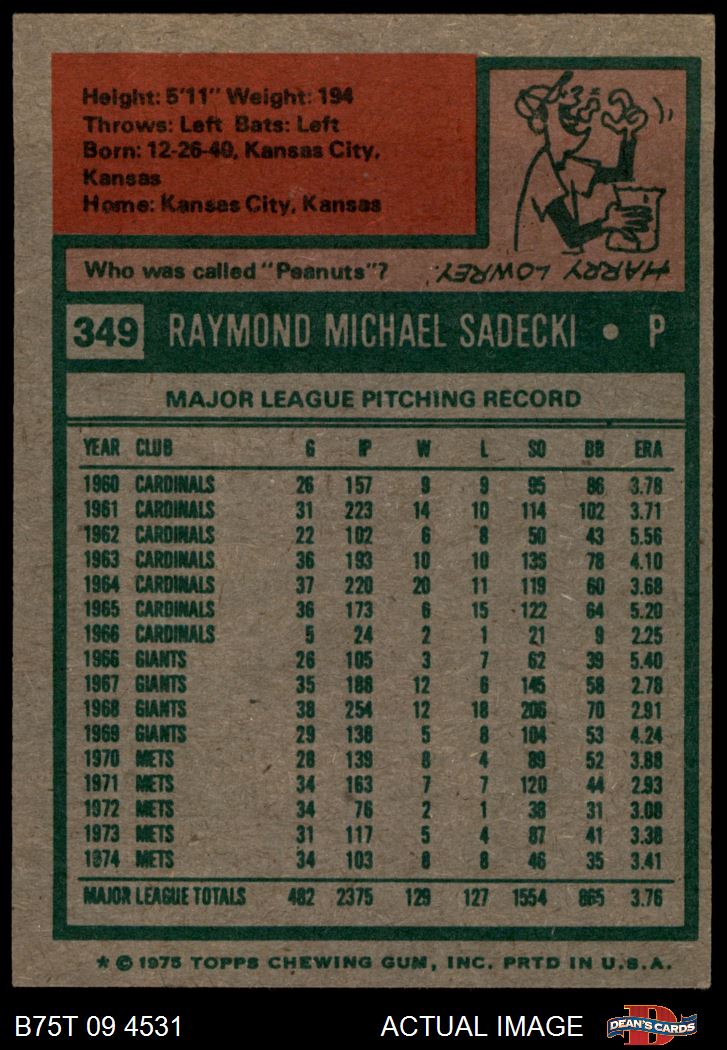 Height: 5'11" Weight: 194
Throws: Left Bats: Left
Born: 12-26-40, Kansas City,
Kansas
Home: Kansas City, Kansas
Who was called "Peanuts"?
HARRY LOWREY.
349 RAYMOND MICHAEL SADECKI • P
MAJOR LEAGUE PITCHING RECORD
YEAR CLUB G IP W L SO BB ERA
1960 CARDINALS 26 157 9 9 95 86 3.78
1961 CARDINALS 31 223 14 10 114 102 3.71
1962 CARDINALS 22 102 6 8 50 43 5.56
1963 CARDINALS 36 193 10 10 135 78 4.10
1964 CARDINALS 37 220 20 11 119 60 3.68
1965 CARDINALS 36 173 6 15 122 64 5.20
1966 CARDINALS 5 24 2 1 21 9 2.25
1966 GIANTS 26 105 3 7 62 39 5.40
1967 GIANTS 35 188 12 6 145 58 2.78
1968 GIANTS 38 254 12 18 206 70 2.91
1969 GIANTS 29 138 5 8 104 53 4.24
1970 METS 28 139 8 4 89 52 3.88
1971 METS 34 163 7 7 120 44 2.93
1972 METS 34 76 2 1 38 31 3.08
1973 METS 31 117 5 4 87 41 3.38
1974 METS 34 103 8 8 46 35 3.41
MAJOR LEAGUE TOTALS 482 2375 129 127 1554 865 3.76
* © 1975 TOPPS CHEWING GUM, INC. PRTD IN U.S.A.
B75T 09 4531 ACTUAL IMAGE DEAN'S CARDS